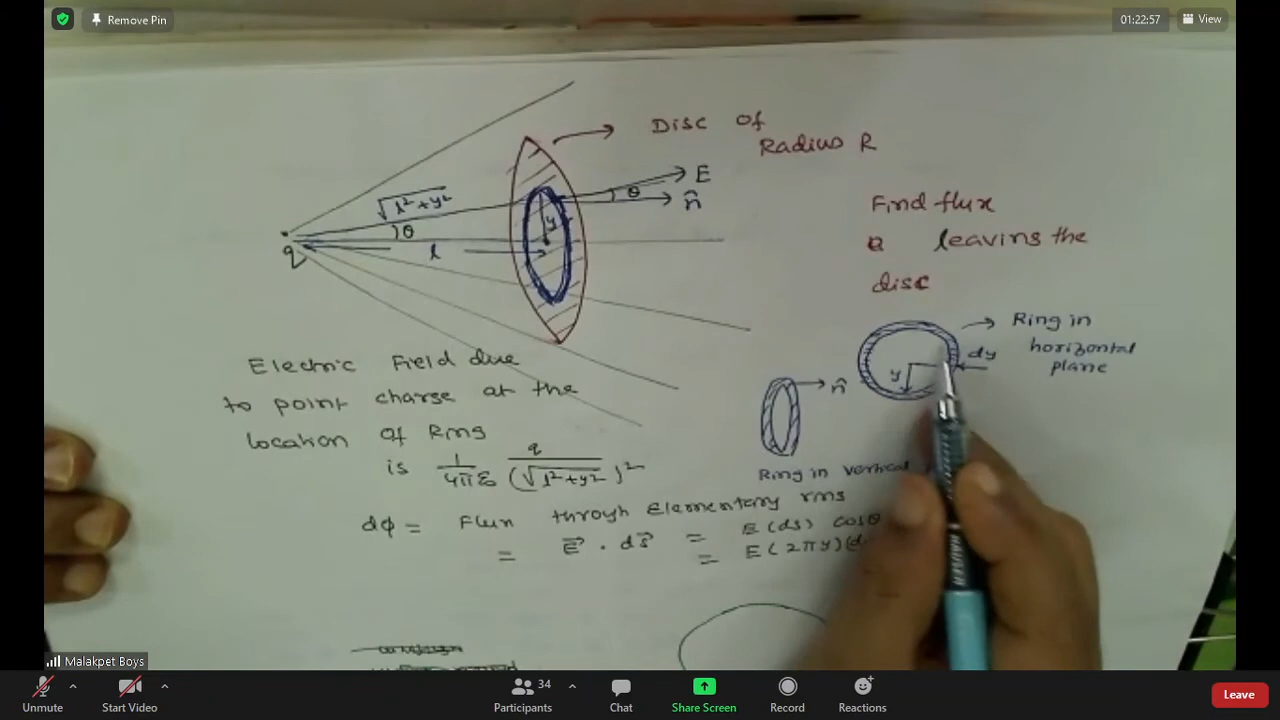 Remove Pin
01:22:57
View
Disc of
Radius R
√l²+y²
E
θ
n̂
θ
y
q
l
Find flux
leaving the
disc
Ring in
horizontal
plane
dy
y
n̂
Ring in vertical
Electric Field due
to point charge at the
location of Ring
is 1/4πε q/(√l²+y²)²
dφ = Flux through Elementary ring
= E⃗ . ds⃗ = E(ds) cosθ
= E(2πy)(d
Malakpet Boys
Unmute
Start Video
34
Participants
Chat
Share Screen
Record
Reactions
Leave
HAUSER